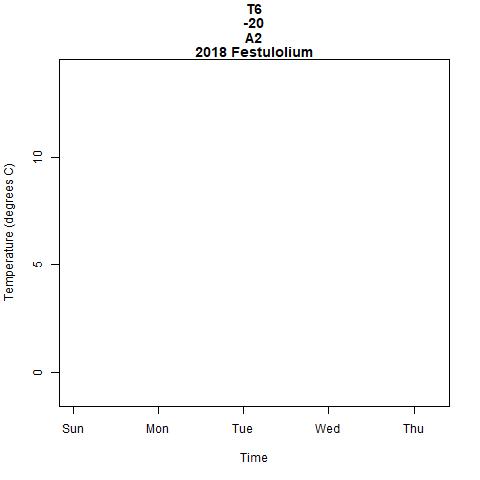 T6
-20
A2
2018 Festulolium
Temperature (degrees C)
10
5
0
Sun Mon Tue Wed Thu
Time